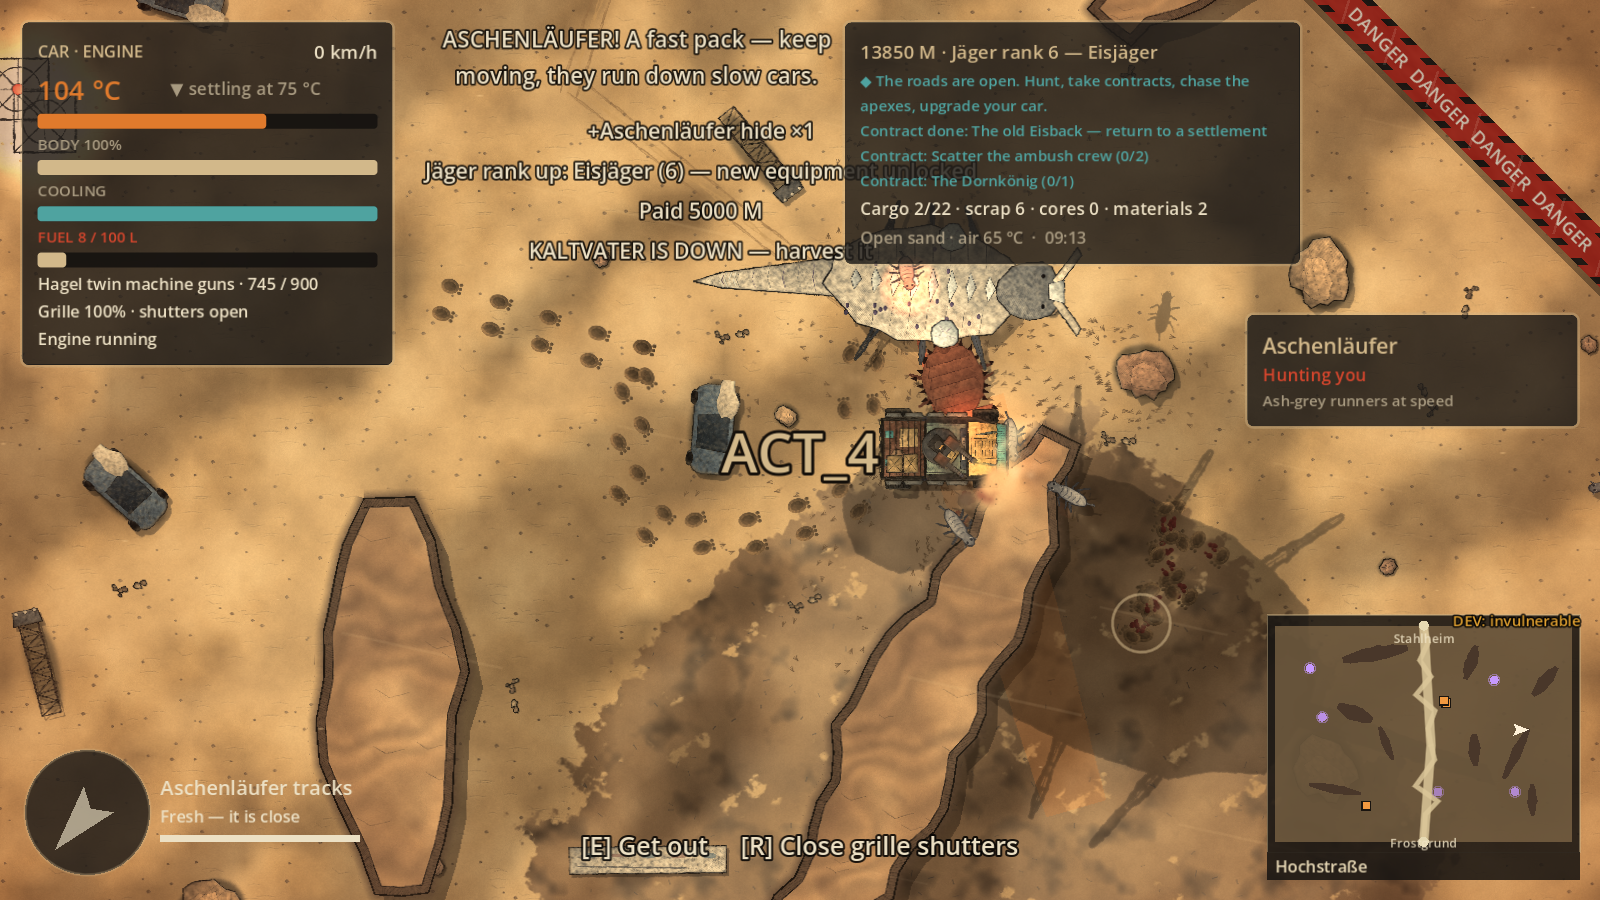 CAR · ENGINE
0 km/h
104 °C
▼ settling at 75 °C
BODY 100%
COOLING
FUEL 8 / 100 L
Hagel twin machine guns · 745 / 900
Grille 100% · shutters open
Engine running
ASCHENLÄUFER! A fast pack — keep
moving, they run down slow cars.
+Aschenläufer hide ×1
Jäger rank up: Eisjäger (6) — new equipment unlocked
Paid 5000 M
KALTVATER IS DOWN — harvest it
13850 M · Jäger rank 6 — Eisjäger
◆ The roads are open. Hunt, take contracts, chase the
apexes, upgrade your car.
Contract done: The old Eisback — return to a settlement
Contract: Scatter the ambush crew (0/2)
Contract: The Dornkönig (0/1)
Cargo 2/22 · scrap 6 · cores 0 · materials 2
Open sand · air 65 °C · 09:13
DANGER DANGER DANGER DANGER
Aschenläufer
Hunting you
Ash-grey runners at speed
ACT_4
DEV: invulnerable
Stahlheim
Frostgrund
Hochstraße
Aschenläufer tracks
Fresh — it is close
[E] Get out [R] Close grille shutters